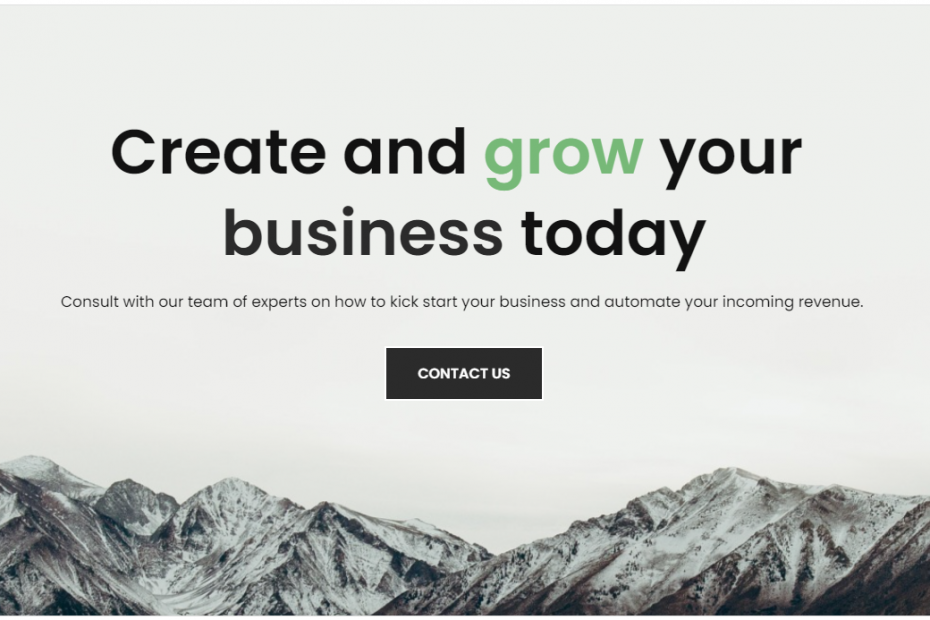 Create and grow your
business today
Consult with our team of experts on how to kick start your business and automate your incoming revenue.
CONTACT US